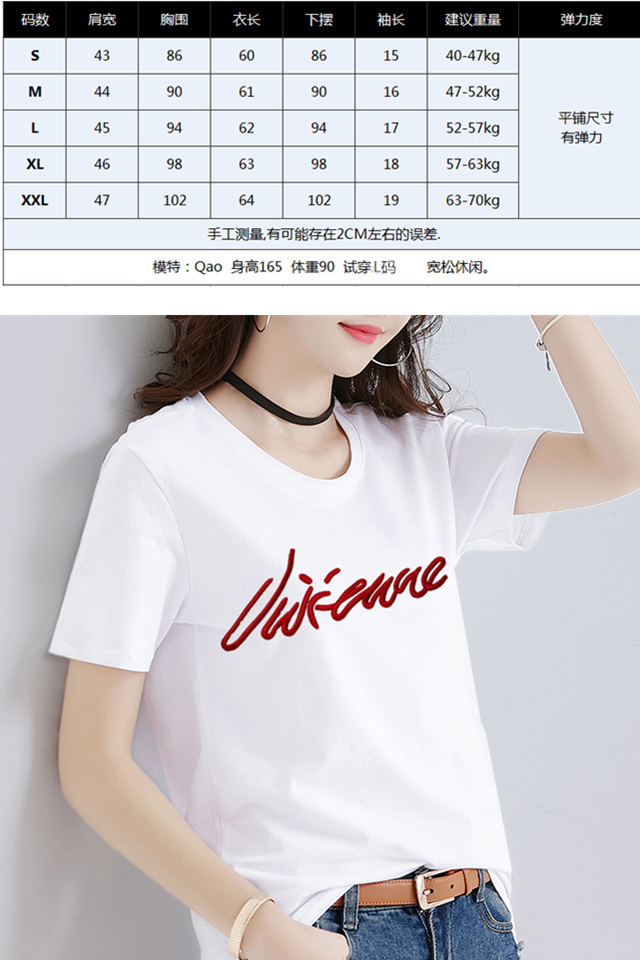 码数 肩宽 胸围 衣长 下摆 袖长 建议重量 弹力度
S 43 86 60 86 15 40-47kg
M 44 90 61 90 16 47-52kg
L 45 94 62 94 17 52-57kg
XL 46 98 63 98 18 57-63kg
XXL 47 102 64 102 19 63-70kg
平铺尺寸
有弹力
手工测量,有可能存在2CM左右的误差.
模特：Qao 身高165 体重90 试穿:L码 宽松休闲。
Vivienne